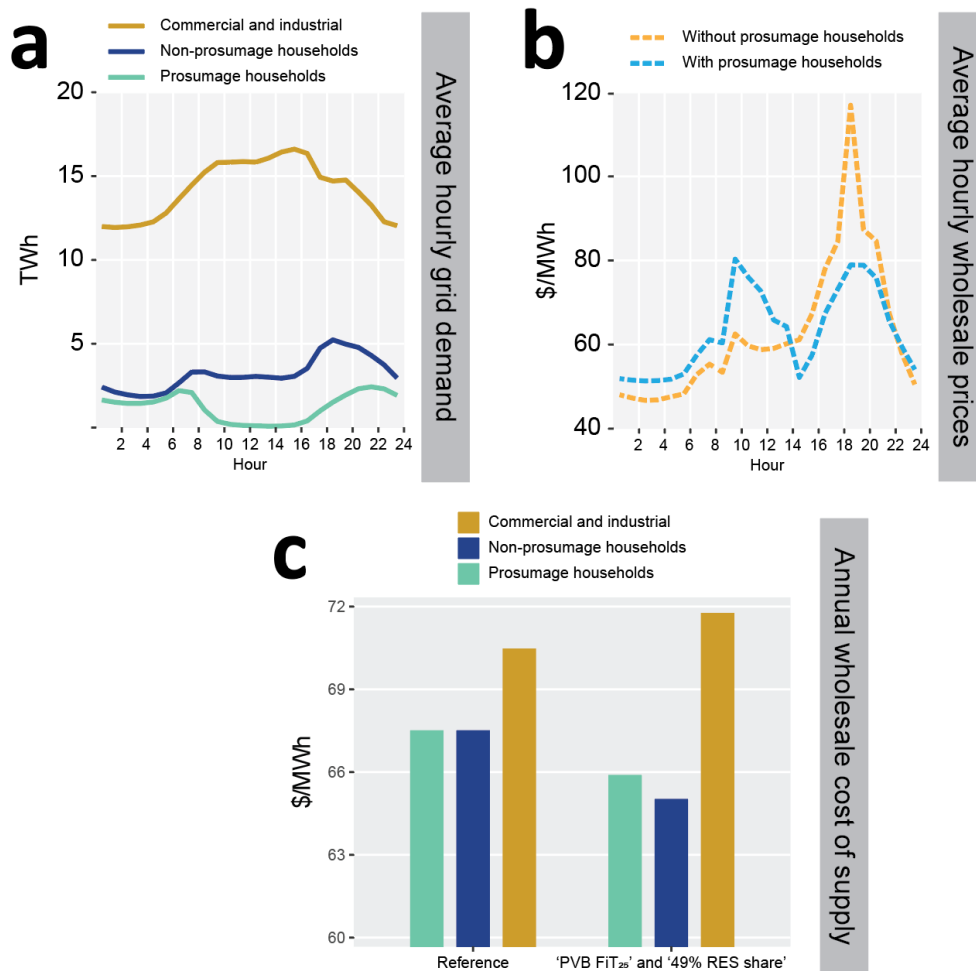 a
Commercial and industrial
Non-prosumage households
Prosumage households
20
15
10
5
TWh
2 4 6 8 10 12 14 16 18 20 22 24
Hour
Average hourly grid demand
b
Without prosumage households
With prosumage households
120
100
80
60
40
$/MWh
2 4 6 8 10 12 14 16 18 20 22 24
Hour
Average hourly wholesale prices
c
Commercial and industrial
Non-prosumage households
Prosumage households
72
69
66
63
60
$/MWh
Reference
‘PVB FiT₂₅’ and ‘49% RES share’
Annual wholesale cost of supply